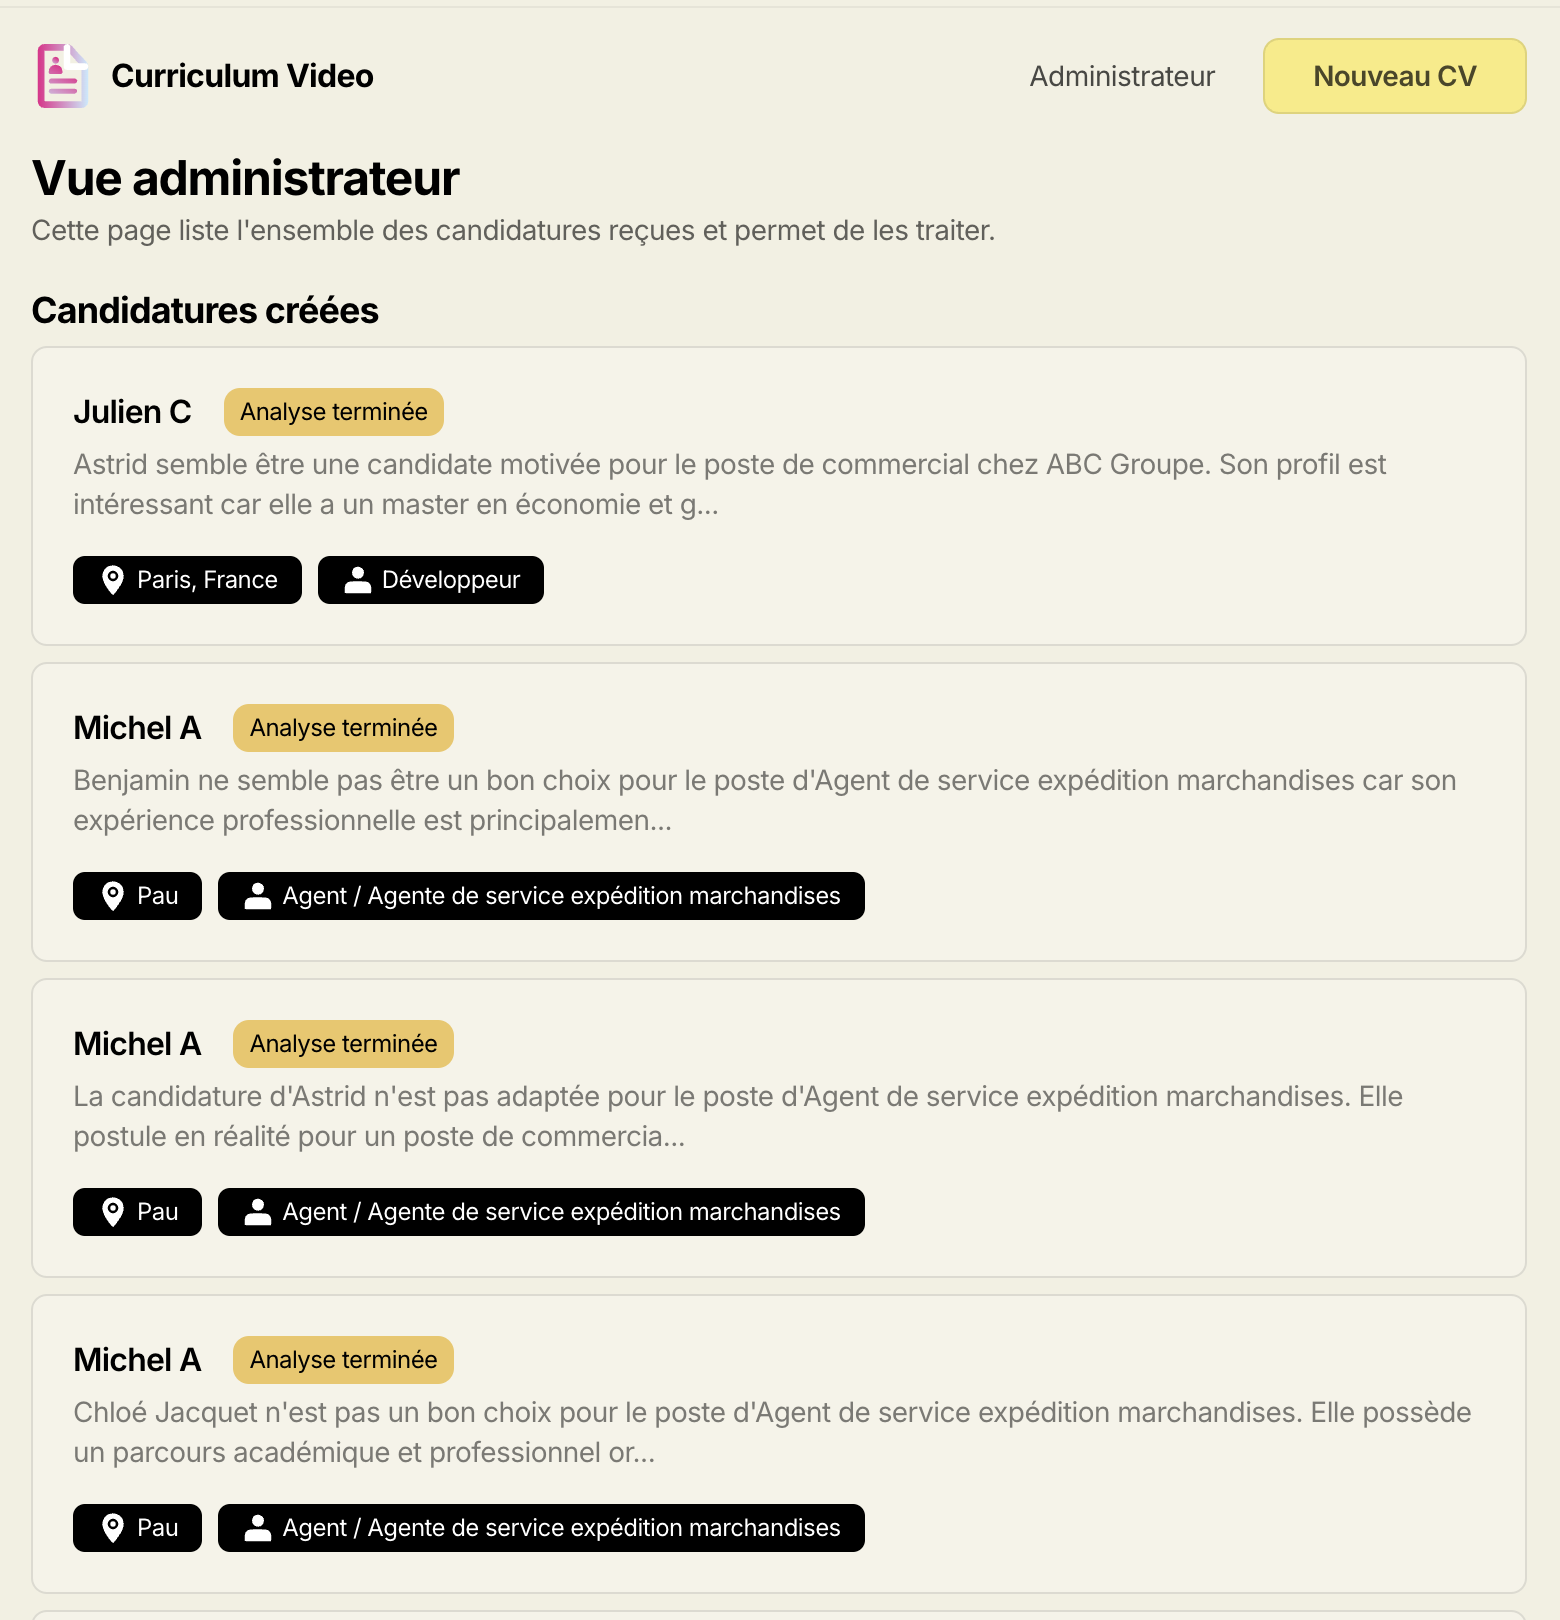 Curriculum Video
Administrateur
Nouveau CV
Vue administrateur
Cette page liste l'ensemble des candidatures reçues et permet de les traiter.
Candidatures créées
Julien C
Analyse terminée
Astrid semble être une candidate motivée pour le poste de commercial chez ABC Groupe. Son profil est
intéressant car elle a un master en économie et g...
Paris, France
Développeur
Michel A
Analyse terminée
Benjamin ne semble pas être un bon choix pour le poste d'Agent de service expédition marchandises car son
expérience professionnelle est principalemen...
Pau
Agent / Agente de service expédition marchandises
Michel A
Analyse terminée
La candidature d'Astrid n'est pas adaptée pour le poste d'Agent de service expédition marchandises. Elle
postule en réalité pour un poste de commercia...
Pau
Agent / Agente de service expédition marchandises
Michel A
Analyse terminée
Chloé Jacquet n'est pas un bon choix pour le poste d'Agent de service expédition marchandises. Elle possède
un parcours académique et professionnel or...
Pau
Agent / Agente de service expédition marchandises